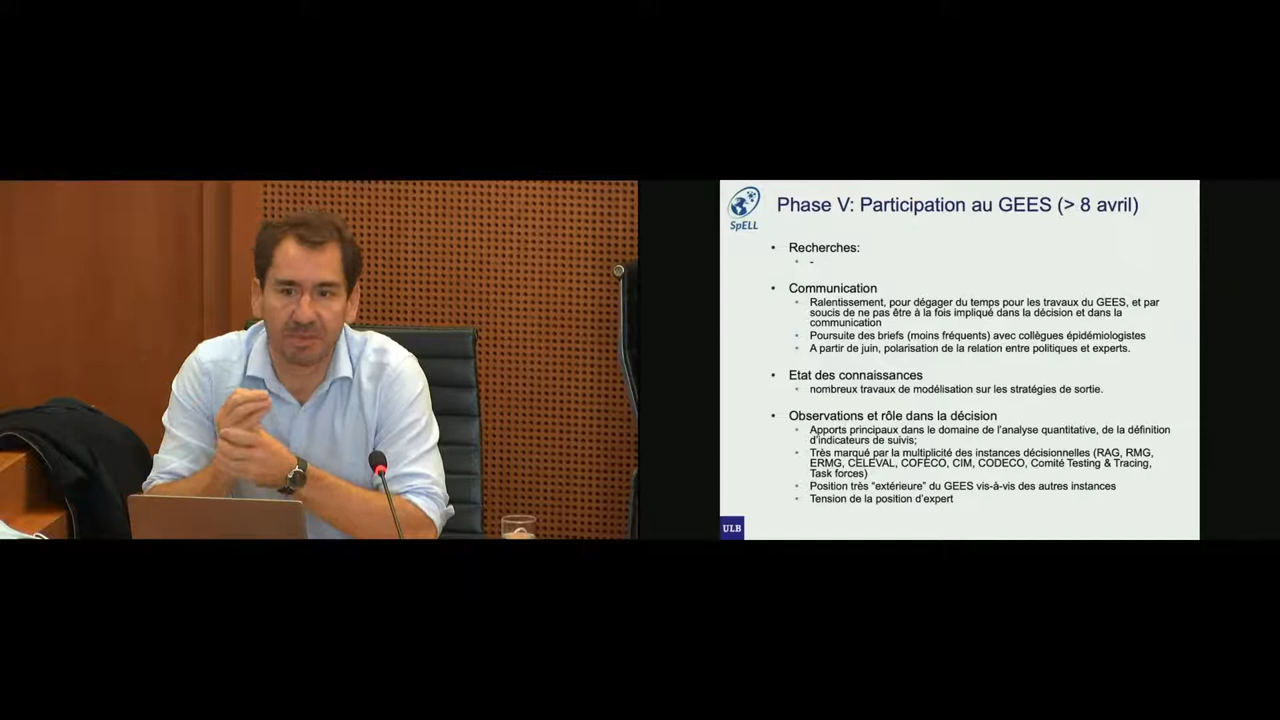 SpELL
Phase V: Participation au GEES (> 8 avril)
• Recherches:
• -
• Communication
• Ralentissement, pour dégager du temps pour les travaux du GEES, et par
soucis de ne pas être à la fois impliqué dans la décision et dans la
communication
• Poursuite des briefs (moins fréquents) avec collègues épidémiologistes
• A partir de juin, polarisation de la relation entre politiques et experts.
• Etat des connaissances
• nombreux travaux de modélisation sur les stratégies de sortie.
• Observations et rôle dans la décision
• Apports principaux dans le domaine de l'analyse quantitative, de la définition
d'indicateurs de suivis;
• Très marqué par la multiplicité des instances décisionnelles (RAG, RMG,
ERMG, CELEVAL, COFECO, CIM, CODECO, Comité Testing & Tracing,
Task forces)
• Position très "extérieure" du GEES vis-à-vis des autres instances
• Tension de la position d'expert
ULB